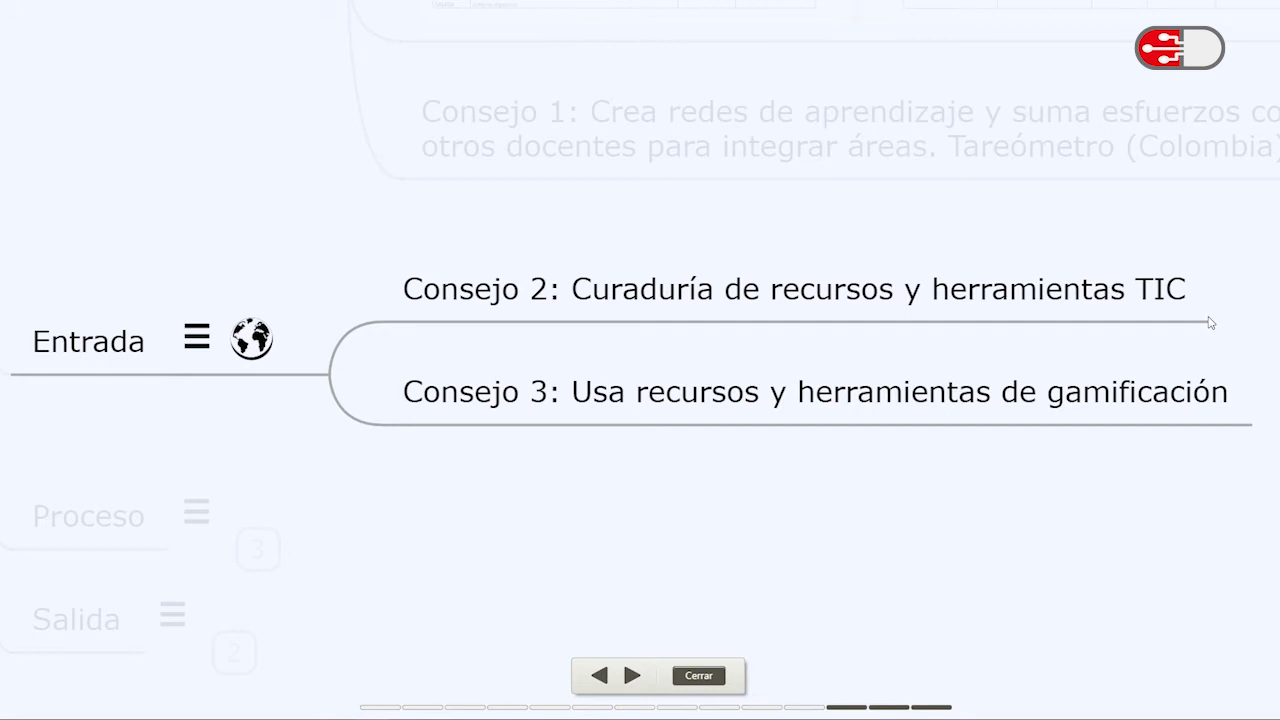 Consejo 1: Crea redes de aprendizaje y suma esfuerzos co
otros docentes para integrar áreas. Tareómetro (Colombia)
Consejo 2: Curaduría de recursos y herramientas TIC
Entrada
Consejo 3: Usa recursos y herramientas de gamificación
Proceso
3
Salida
2
Cerrar